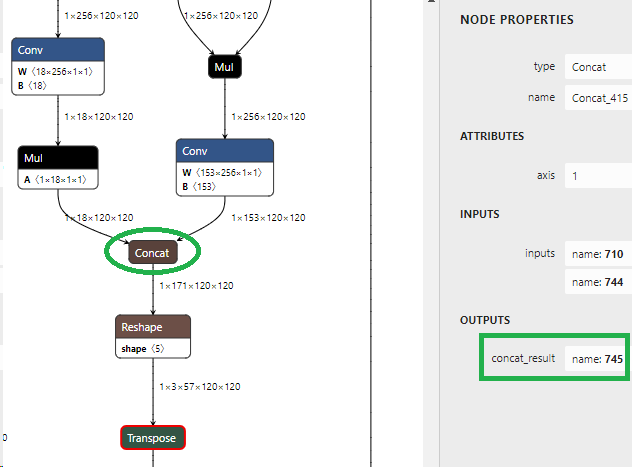 1×256×120×120
1×256×120×120
Conv
W ⟨18×256×1×1⟩
B ⟨18⟩
Mul
1×18×120×120
1×256×120×120
Mul
A ⟨1×18×1×1⟩
Conv
W ⟨153×256×1×1⟩
B ⟨153⟩
1×18×120×120
1×153×120×120
Concat
1×171×120×120
Reshape
shape ⟨5⟩
1×3×57×120×120
Transpose
0
NODE PROPERTIES
type Concat
name Concat_415
ATTRIBUTES
axis 1
INPUTS
inputs name: 710
name: 744
OUTPUTS
concat_result name: 745